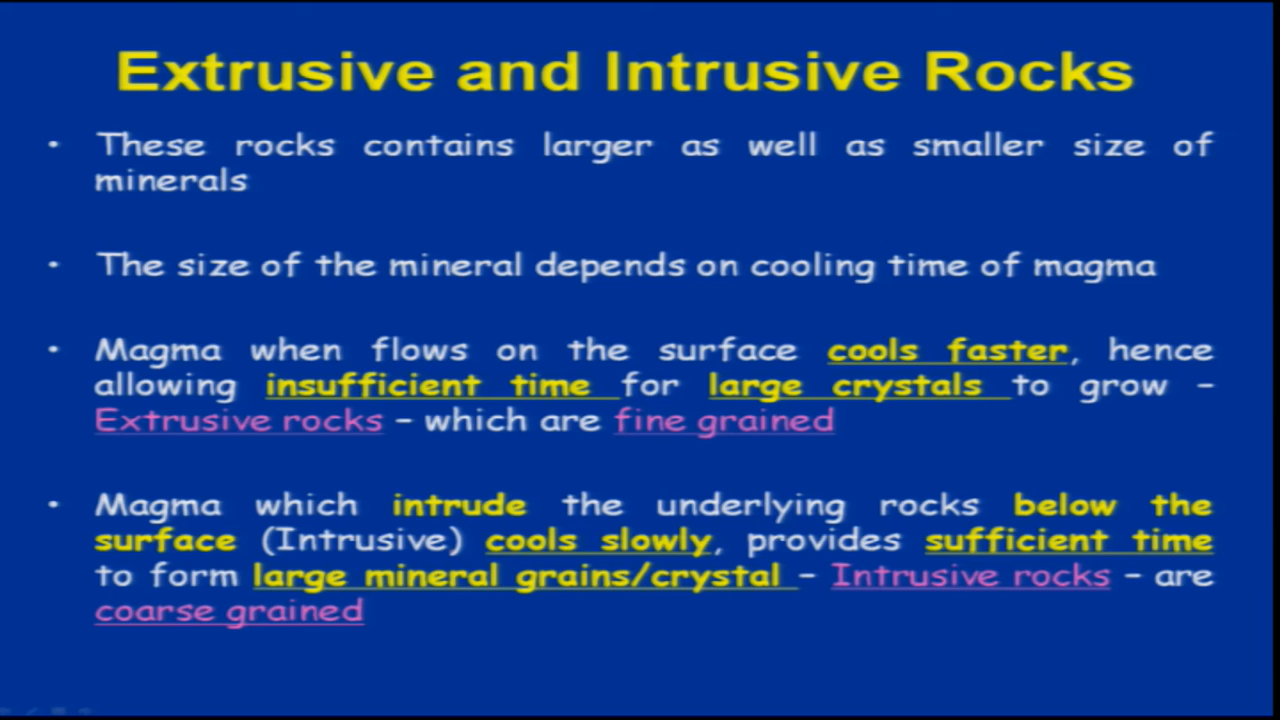 Extrusive and Intrusive Rocks
• These rocks contains larger as well as smaller size of
minerals
• The size of the mineral depends on cooling time of magma
• Magma when flows on the surface cools faster, hence
allowing insufficient time for large crystals to grow –
Extrusive rocks – which are fine grained
• Magma which intrude the underlying rocks below the
surface (Intrusive) cools slowly, provides sufficient time
to form large mineral grains/crystal – Intrusive rocks – are
coarse grained